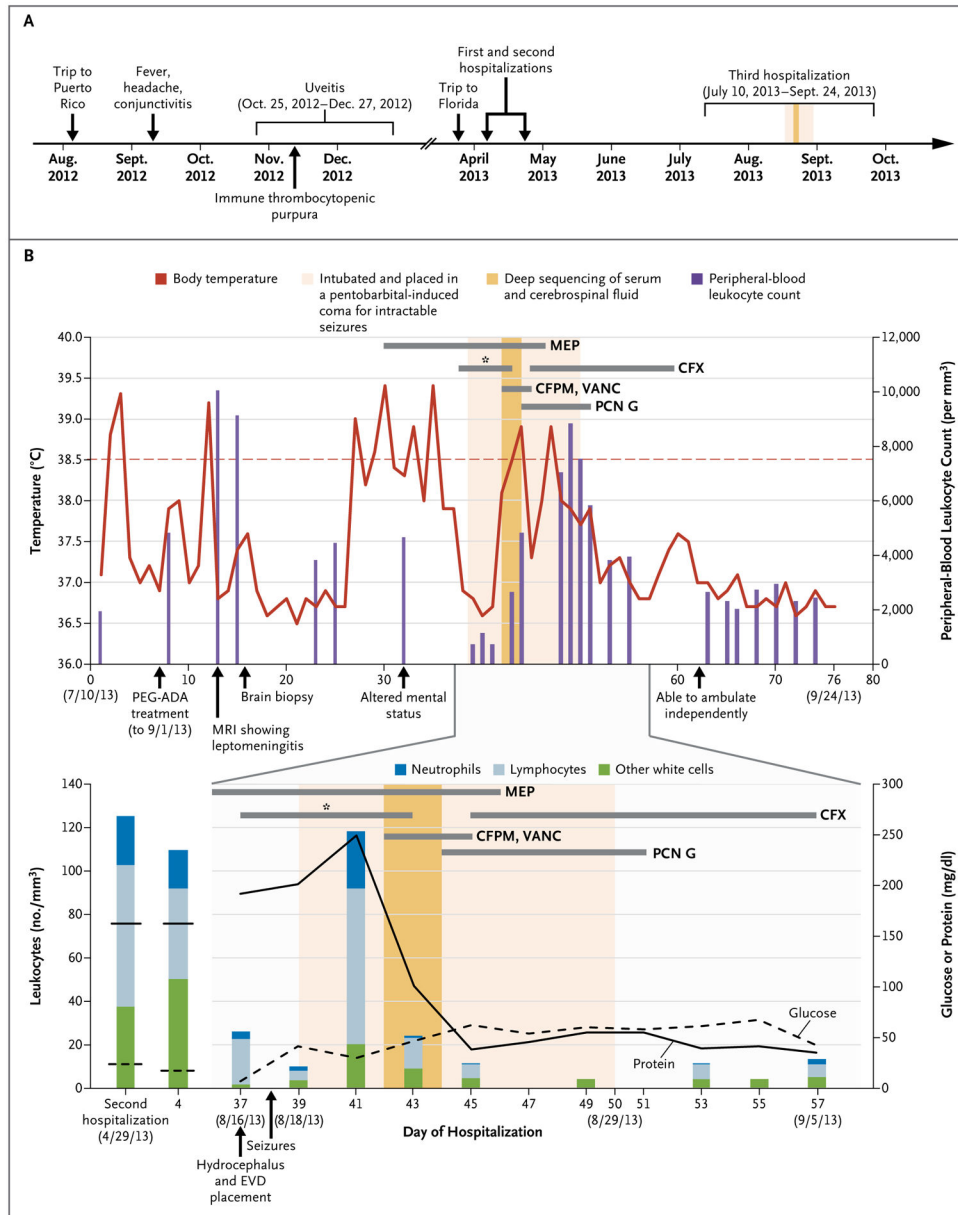 A
Trip to
Puerto
Rico
Fever,
headache,
conjunctivitis
Uveitis
(Oct. 25, 2012–Dec. 27, 2012)
Trip to
Florida
First and second
hospitalizations
Third hospitalization
(July 10, 2013–Sept. 24, 2013)
Aug.
2012
Sept.
2012
Oct.
2012
Nov.
2012
Dec.
2012
April
2013
May
2013
June
2013
July
2013
Aug.
2013
Sept.
2013
Oct.
2013
Immune thrombocytopenic
purpura
B
Body temperature
Intubated and placed in
a pentobarbital-induced
coma for intractable
seizures
Deep sequencing of serum
and cerebrospinal fluid
Peripheral-blood
leukocyte count
Temperature (°C)
40.0
39.5
39.0
38.5
38.0
37.5
37.0
36.5
36.0
MEP
*
CFX
CFPM, VANC
PCN G
12,000
10,000
8,000
6,000
4,000
2,000
0
Peripheral-Blood Leukocyte Count (per mm³)
0
10
20
30
60
70
76
80
(7/10/13)
(9/24/13)
PEG-ADA
treatment
(to 9/1/13)
MRI showing
leptomeningitis
Brain biopsy
Altered mental
status
Able to ambulate
independently
Neutrophils
Lymphocytes
Other white cells
Leukocytes (no./mm³)
140
120
100
80
60
40
20
0
MEP
*
CFX
CFPM, VANC
PCN G
Glucose
Protein
300
250
200
150
100
50
0
Glucose or Protein (mg/dl)
Second
hospitalization
(4/29/13)
4
37
(8/16/13)
39
(8/18/13)
41
43
45
47
49
50
(8/29/13)
51
53
55
57
(9/5/13)
Day of Hospitalization
Seizures
Hydrocephalus
and EVD
placement